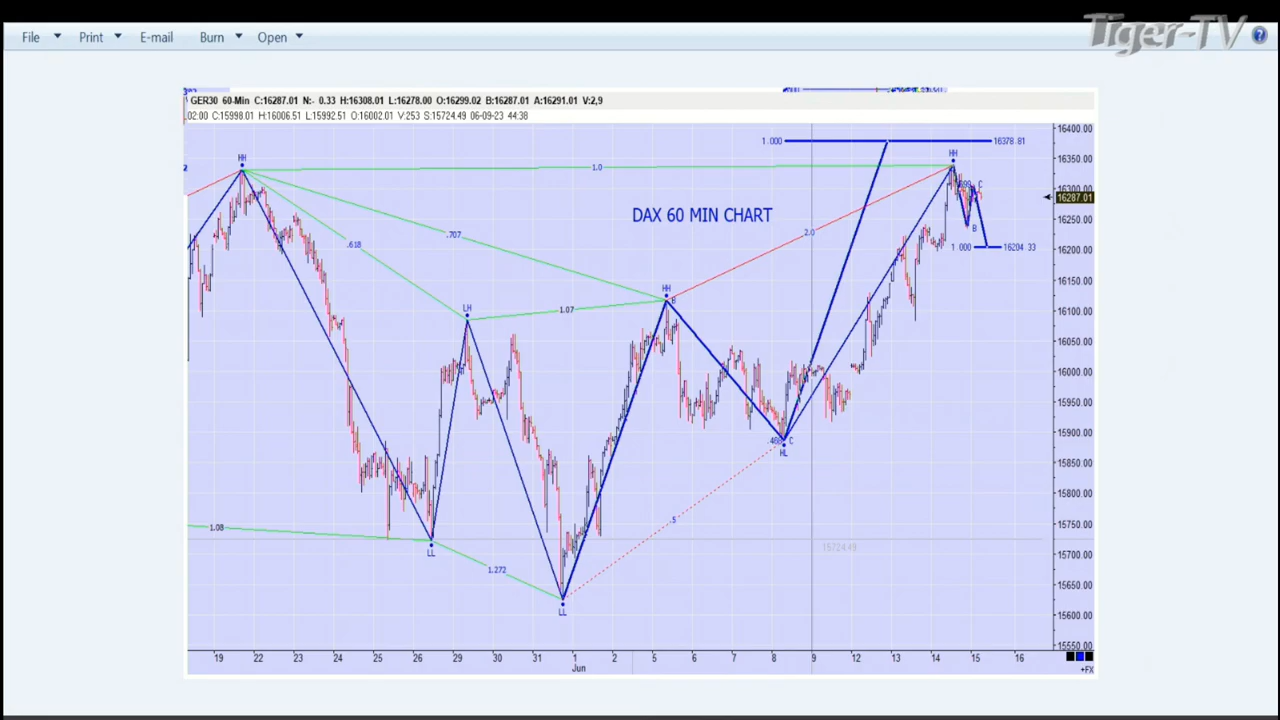 File Print E-mail Burn Open
Tiger-TV
GER30 60-Min C:16287.01 N:- 0.33 H:16308.01 L:16278.00 O:16299.02 B:16287.01 A:16291.01 V:2,9
02.00 C:15998.01 H:16006.51 L:15992.51 O:16002.01 V:253 S:15724.49 06-09-23 44:38
16400.00
1.000 16378.81
HH HH 16350.00
2 1.0
C 16300.00
16287.01
DAX 60 MIN CHART
16250.00
.618 .707 2.0 B
1.000 16204.33
16200.00
16150.00
HH
B
LH 1.07 16100.00
16050.00
16000.00
15950.00
15900.00
C
HL
15850.00
15800.00
1.08 .5 15750.00
LL 15724.49
15700.00
1.272
15650.00
LL 15600.00
15550.00
19 22 23 24 25 26 29 30 31 1 2 5 6 7 8 9 12 13 14 15 16
Jun
+FX